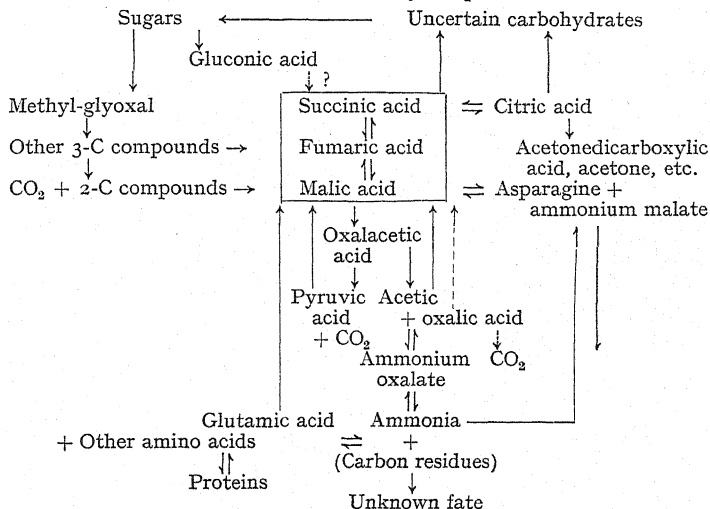 Sugars Uncertain carbohydrates
Gluconic acid
?
Methyl-glyoxal Succinic acid ⇌ Citric acid
Other 3-C compounds → Fumaric acid Acetonedicarboxylic
acid, acetone, etc.
CO₂ + 2-C compounds → Malic acid ⇌ Asparagine +
ammonium malate
Oxalacetic
acid
Pyruvic Acetic
acid + oxalic acid
+ CO₂
Ammonium CO₂
oxalate
Glutamic acid Ammonia
+ Other amino acids ⇌ +
(Carbon residues)
Proteins
Unknown fate